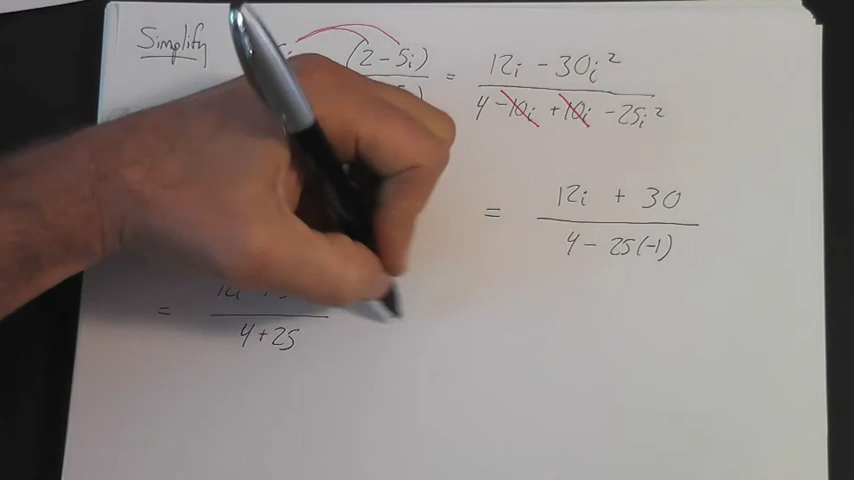 Simplify (2-5i) = 12i - 30i²
4 - 10i + 10i - 25i²
= 12i + 30
4 - 25(-1)
=
4+25